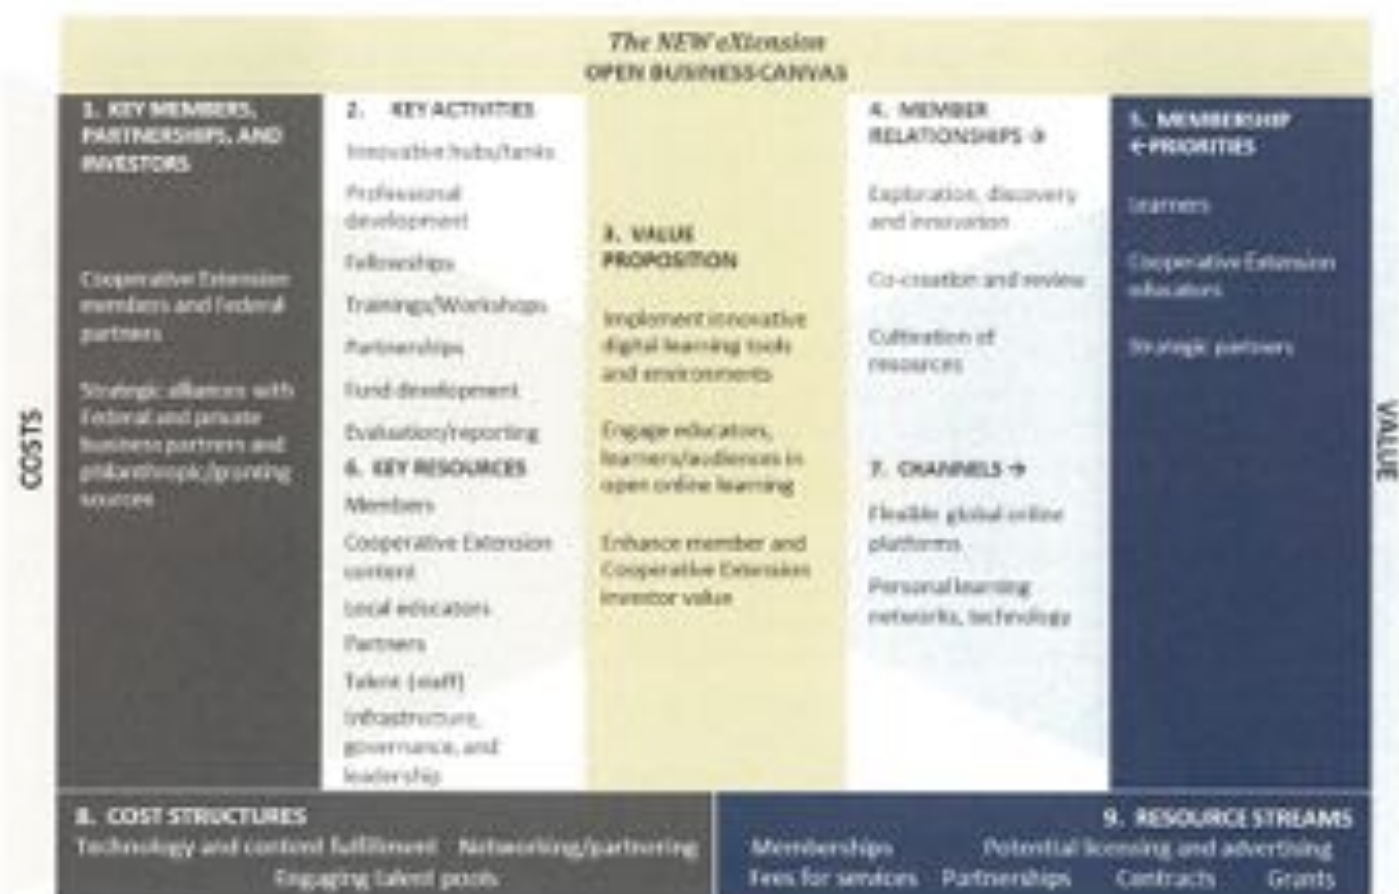 The NEW eXtension
OPEN BUSINESS CANVAS
COSTS
1. KEY MEMBERS,
PARTNERSHIPS, AND
INVESTORS
Cooperative Extension
members and Federal
partners
Strategic alliances with
Federal and private
business partners and
philanthropic/granting
sources
2. KEY ACTIVITIES
Innovative hubs/tanks
Professional
development
Fellowships
Trainings/Workshops
Partnerships
Fund development
Evaluation/reporting
6. KEY RESOURCES
Members
Cooperative Extension
content
Local educators
Partners
Talent (staff)
Infrastructure,
governance, and
leadership
3. VALUE
PROPOSITION
Implement innovative
digital learning tools
and environments
Engage educators,
learners/audiences in
open online learning
Enhance member and
Cooperative Extension
investor value
4. MEMBER
RELATIONSHIPS →
Exploration, discovery
and innovation
Co-creation and review
Cultivation of
resources
7. CHANNELS →
Flexible global online
platforms
Personal learning
networks, technology
5. MEMBERSHIP
←PRIORITIES
Learners
Cooperative Extension
educators
Strategic partners
VALUE
8. COST STRUCTURES
Technology and content fulfillment Networking/partnering
Engaging talent pools
9. RESOURCE STREAMS
Memberships Potential licensing and advertising
Fees for services Partnerships Contracts Grants